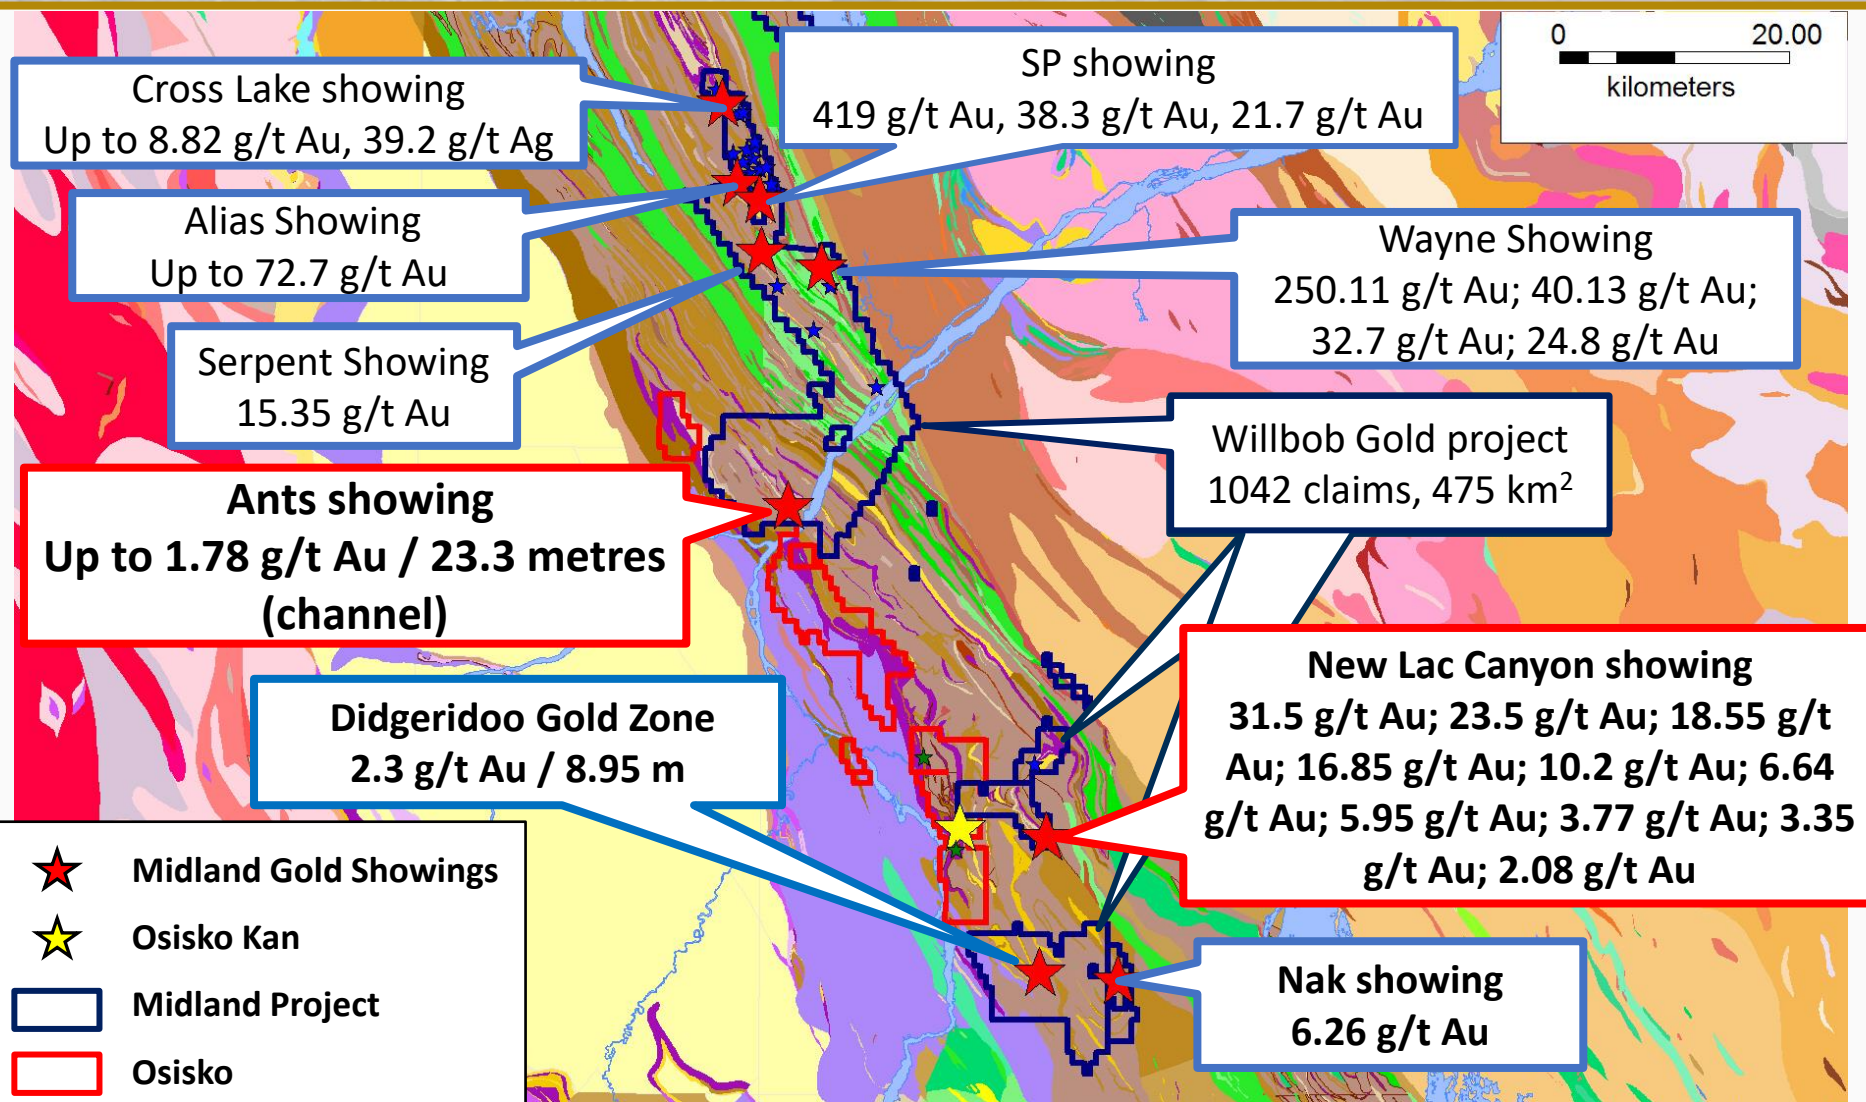 0 20.00
kilometers
Cross Lake showing
Up to 8.82 g/t Au, 39.2 g/t Ag
SP showing
419 g/t Au, 38.3 g/t Au, 21.7 g/t Au
Alias Showing
Up to 72.7 g/t Au
Wayne Showing
250.11 g/t Au; 40.13 g/t Au;
32.7 g/t Au; 24.8 g/t Au
Serpent Showing
15.35 g/t Au
Willbob Gold project
1042 claims, 475 km²
Ants showing
Up to 1.78 g/t Au / 23.3 metres
(channel)
New Lac Canyon showing
31.5 g/t Au; 23.5 g/t Au; 18.55 g/t
Au; 16.85 g/t Au; 10.2 g/t Au; 6.64
g/t Au; 5.95 g/t Au; 3.77 g/t Au; 3.35
g/t Au; 2.08 g/t Au
Didgeridoo Gold Zone
2.3 g/t Au / 8.95 m
Nak showing
6.26 g/t Au
Midland Gold Showings
Osisko Kan
Midland Project
Osisko